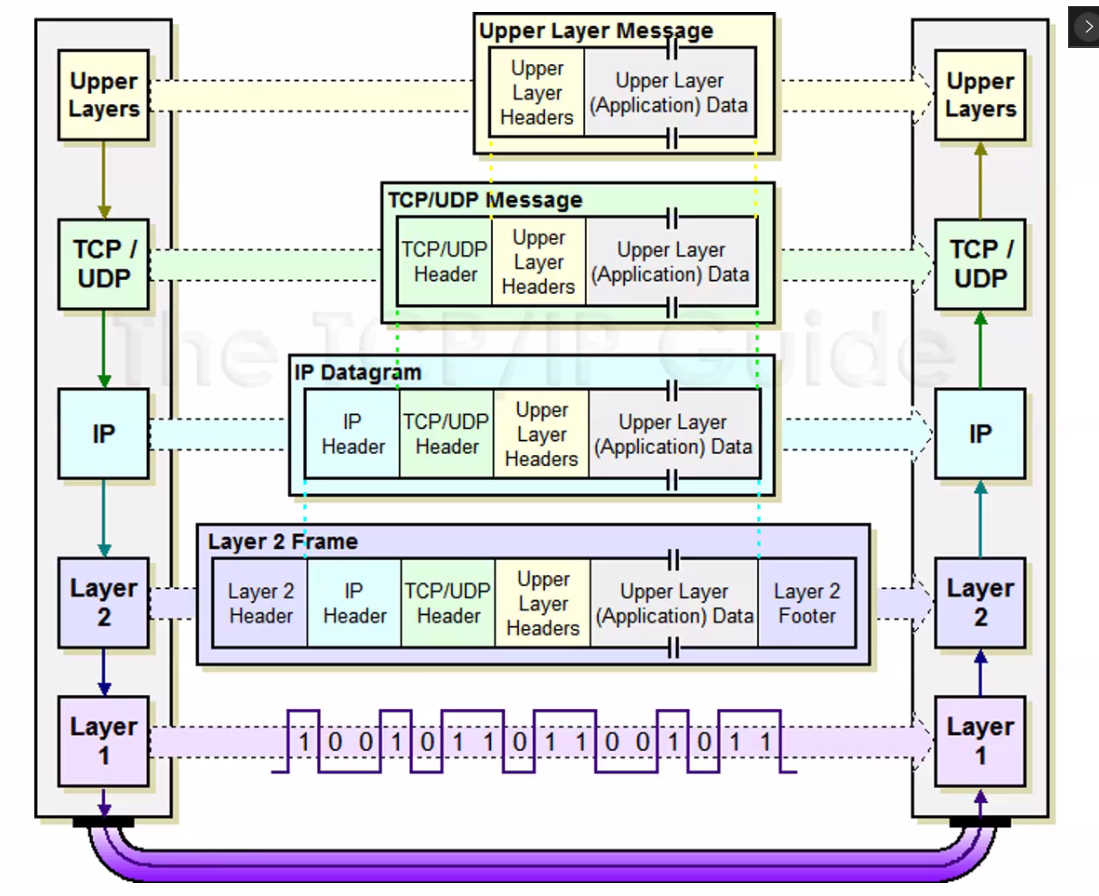 Upper Layer Message
Upper
Layers
Upper
Layer
Headers
Upper Layer
(Application) Data
Upper
Layers
TCP/UDP Message
TCP /
UDP
TCP/UDP
Header
Upper
Layer
Headers
Upper Layer
(Application) Data
TCP /
UDP
The TCP/IP Guide
IP Datagram
IP
IP
Header
TCP/UDP
Header
Upper
Layer
Headers
Upper Layer
(Application) Data
IP
Layer 2 Frame
Layer
2
Layer 2
Header
IP
Header
TCP/UDP
Header
Upper
Layer
Headers
Upper Layer
(Application) Data
Layer 2
Footer
Layer
2
Layer
1
1 0 0 1 0 1 1 0 1 1 0 0 1 0 1 1
Layer
1